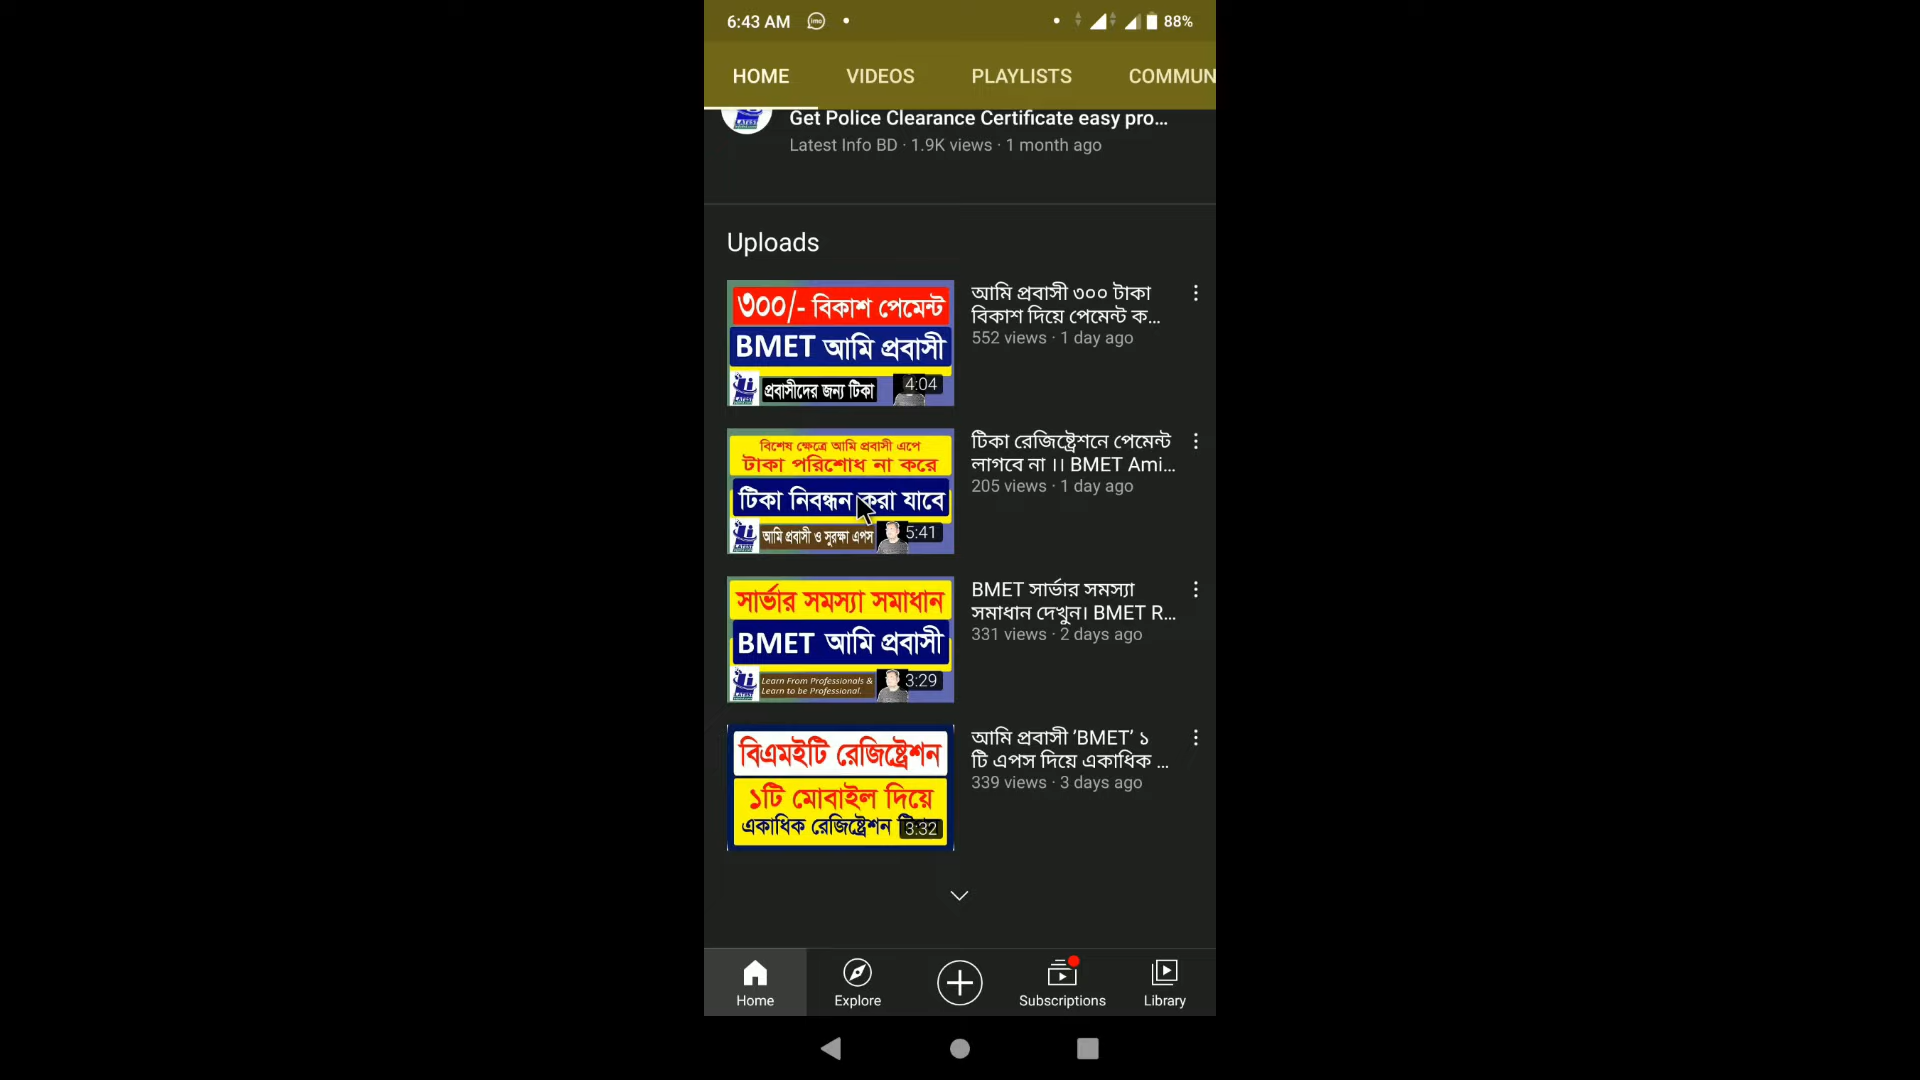 6:43 AM
88%
HOME VIDEOS PLAYLISTS COMMUN
Get Police Clearance Certificate easy pro...
Latest Info BD · 1.9K views · 1 month ago
Uploads
৩০০/- বিকাশ পেমেন্ট
BMET আমি প্রবাসী
প্রবাসীদের জন্য টিকা
4:04
আমি প্রবাসী ৩০০ টাকা
বিকাশ দিয়ে পেমেন্ট ক...
552 views · 1 day ago
বিশেষ ক্ষেত্রে আমি প্রবাসী এপে
টাকা পরিশোধ না করে
টিকা নিবন্ধন করা যাবে
আমি প্রবাসী ও সুরক্ষা এপস
5:41
টিকা রেজিষ্ট্রেশনে পেমেন্ট
লাগবে না ।। BMET Ami...
205 views · 1 day ago
সার্ভার সমস্যা সমাধান
BMET আমি প্রবাসী
Learn From Professionals &
Learn to be Professional.
3:29
BMET সার্ভার সমস্যা
সমাধান দেখুন। BMET R...
331 views · 2 days ago
বিএমইটি রেজিষ্ট্রেশন
১টি মোবাইল দিয়ে
একাধিক রেজিষ্ট্রেশন
3:32
আমি প্রবাসী ’BMET’ ১
টি এপস দিয়ে একাধিক ...
339 views · 3 days ago
Home Explore Subscriptions Library